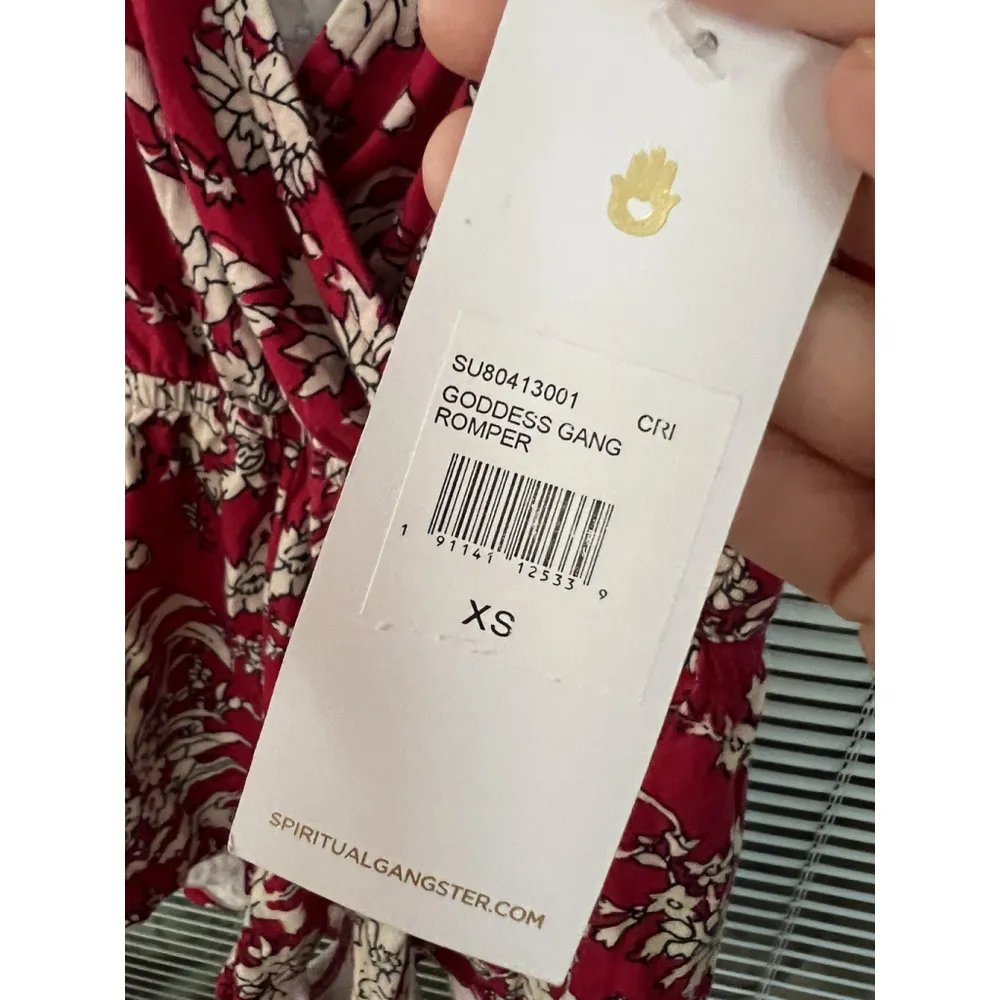 SU80413001
CRI
GODDESS GANG
ROMPER
1 91141 12533 9
XS
SPIRITUALGANGSTER.COM